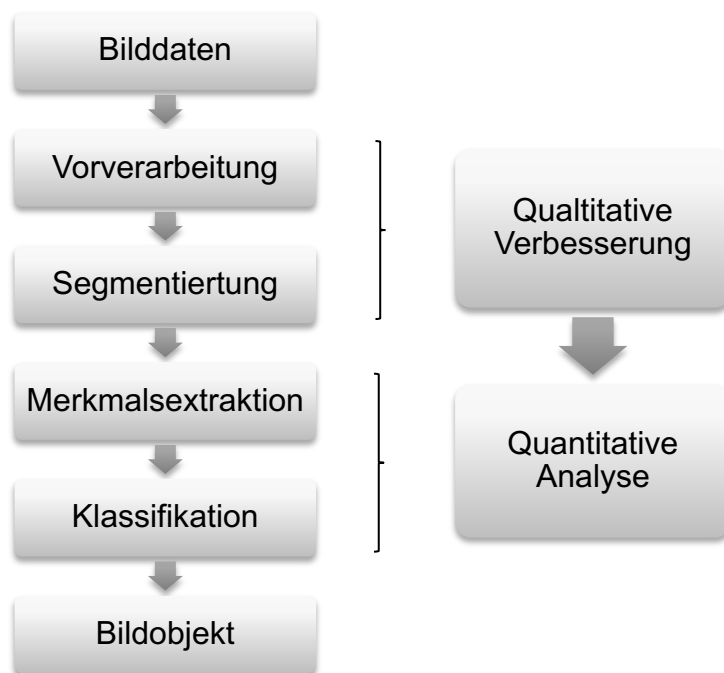 Bilddaten
Vorverarbeitung
Segmentiertung
Merkmalsextraktion
Klassifikation
Bildobjekt
Qualtitative
Verbesserung
Quantitative
Analyse